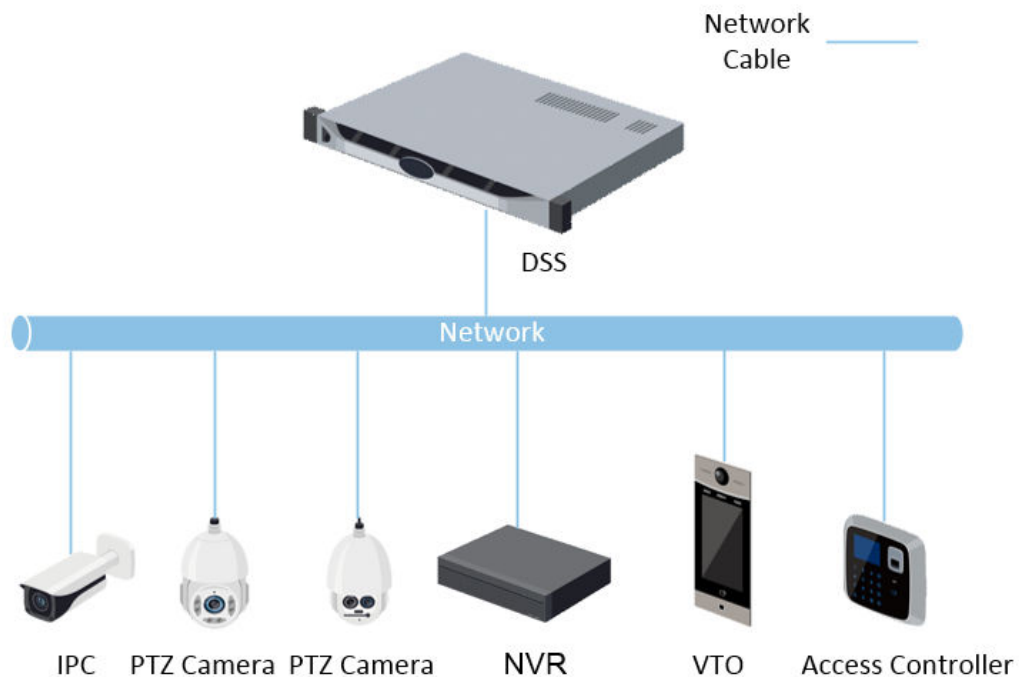 Network
Cable
DSS
Network
IPC
PTZ Camera
PTZ Camera
NVR
VTO
Access Controller